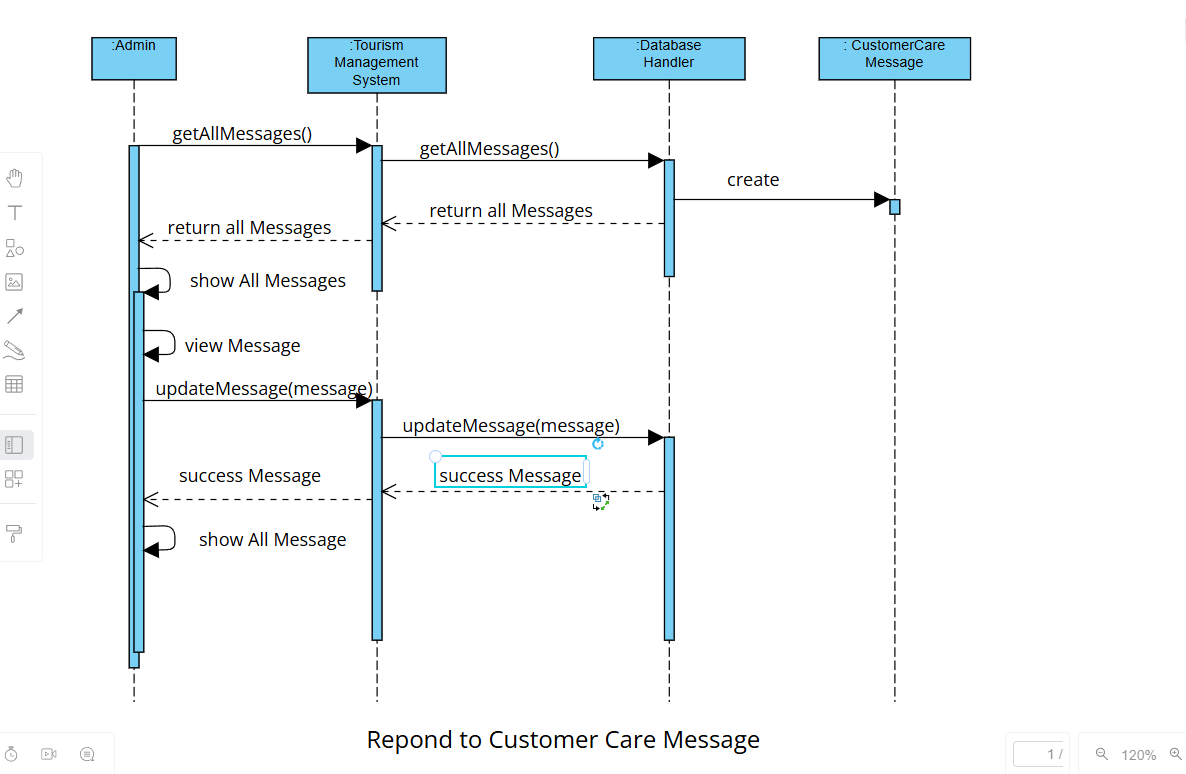 :Admin
:Tourism
Management
System
:Database
Handler
: CustomerCare
Message
getAllMessages()
getAllMessages()
create
return all Messages
return all Messages
show All Messages
view Message
updateMessage(message)
updateMessage(message)
success Message
success Message
show All Message
Repond to Customer Care Message
1 /
120%